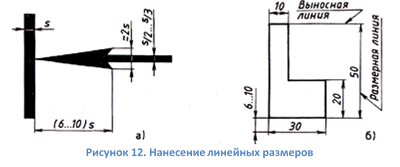 s
≈2s
s/2...s/3
(6...10) s
а)
10
Выносная
линия
Размерная линия
50
20
6...10
30
б)
Рисунок 12. Нанесение линейных размеров